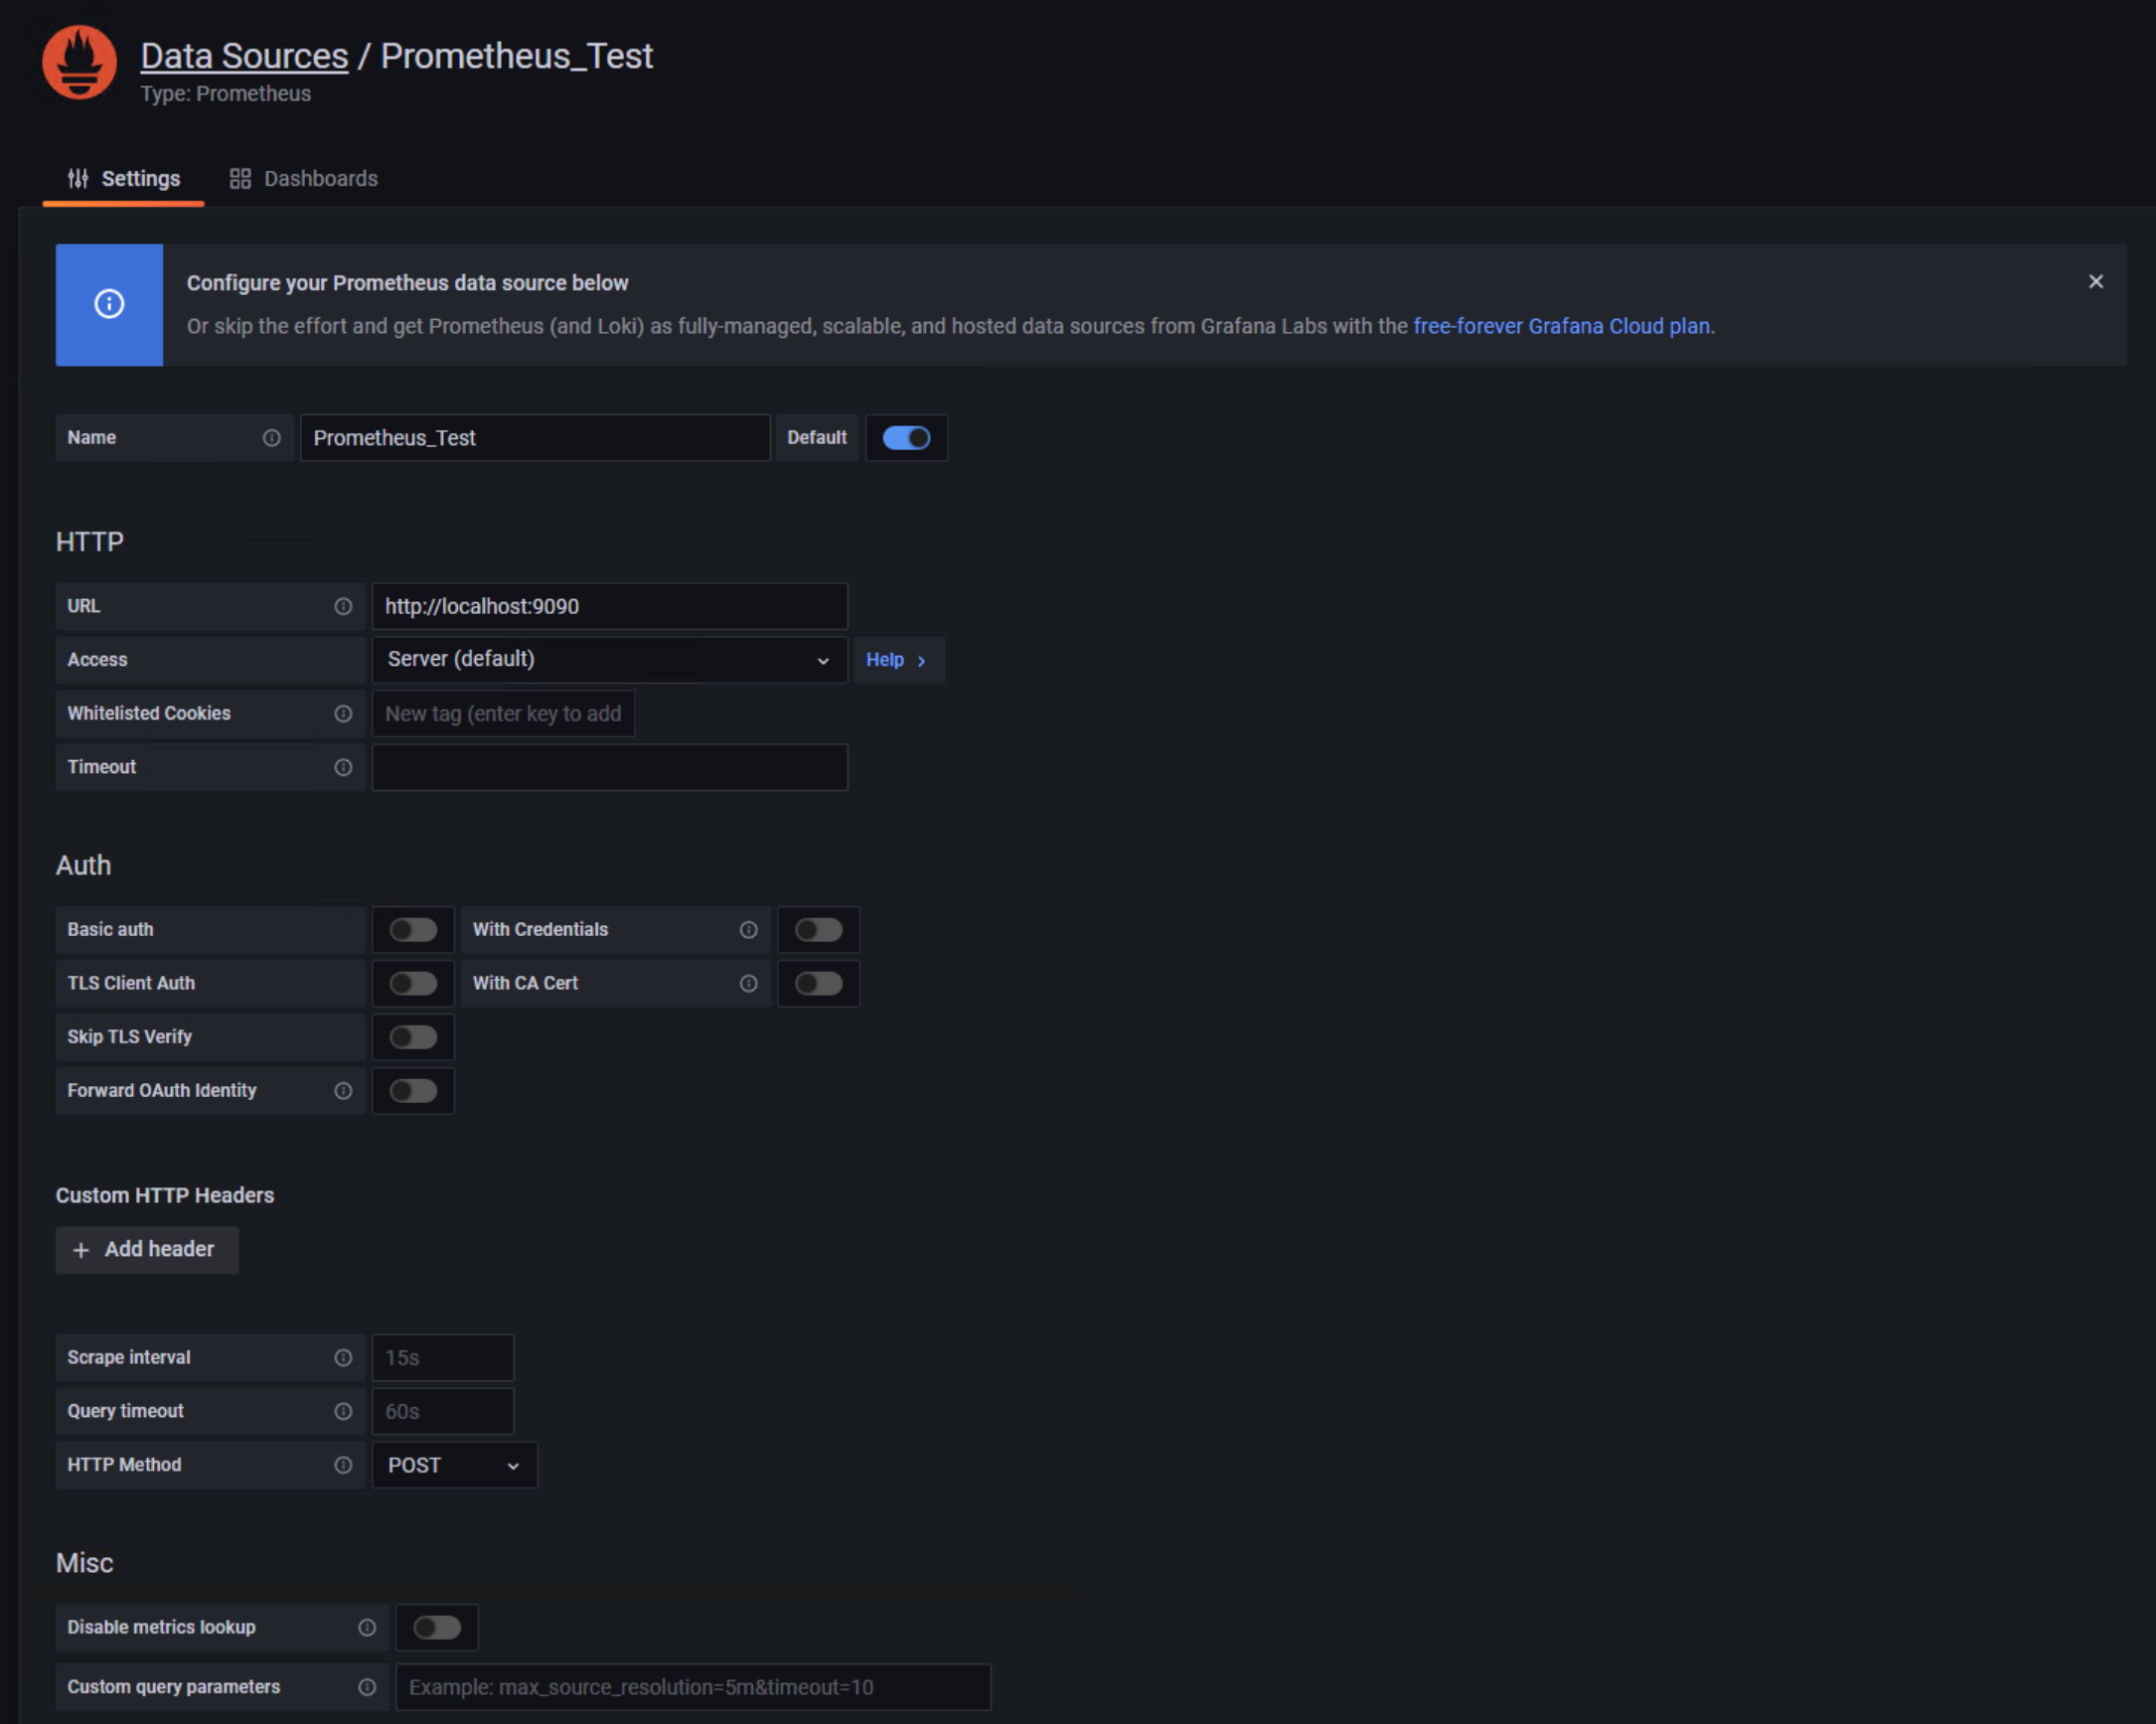 Data Sources / Prometheus_Test
Type: Prometheus
Settings Dashboards
Configure your Prometheus data source below
Or skip the effort and get Prometheus (and Loki) as fully-managed, scalable, and hosted data sources from Grafana Labs with the free-forever Grafana Cloud plan.
Name Prometheus_Test Default
HTTP
URL http://localhost:9090
Access Server (default) Help
Whitelisted Cookies New tag (enter key to add
Timeout
Auth
Basic auth With Credentials
TLS Client Auth With CA Cert
Skip TLS Verify
Forward OAuth Identity
Custom HTTP Headers
+ Add header
Scrape interval 15s
Query timeout 60s
HTTP Method POST
Misc
Disable metrics lookup
Custom query parameters Example: max_source_resolution=5m&timeout=10